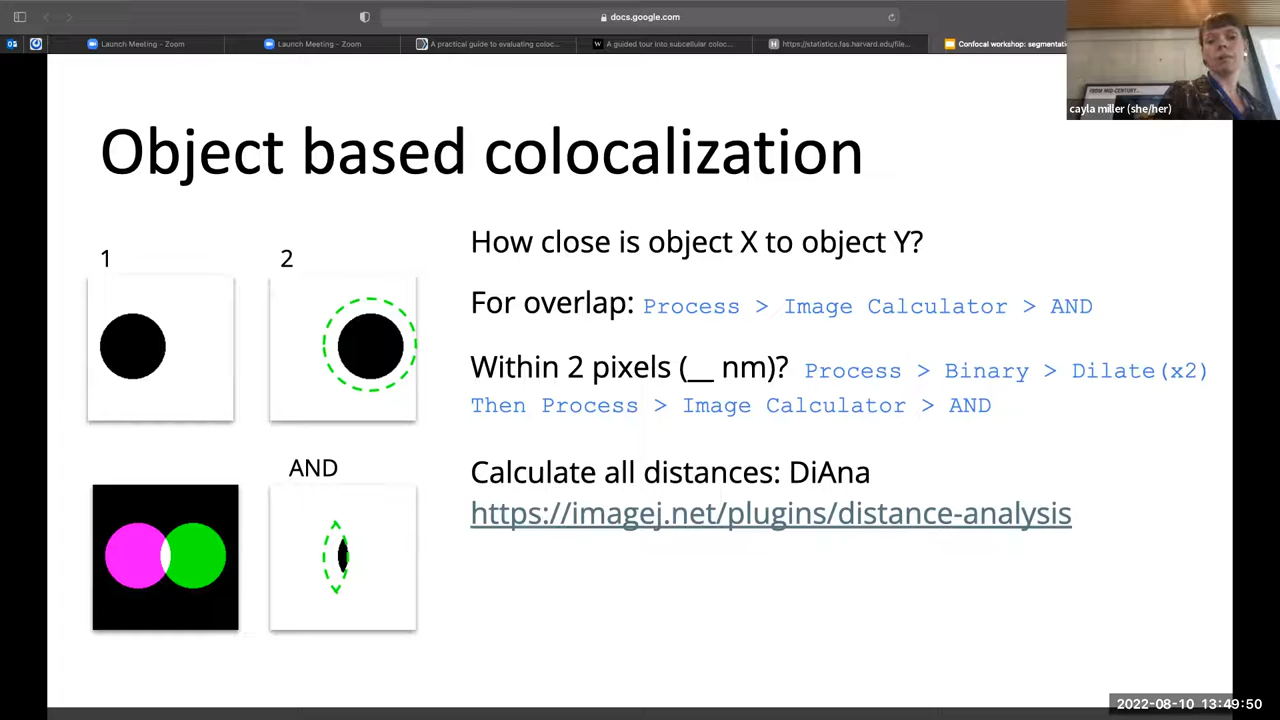 docs.google.com
Launch Meeting - Zoom
Launch Meeting - Zoom
A practical guide to evaluating coloc...
A guided tour into subcellular coloc...
https://statistics.fas.harvard.edu/file...
Confocal workshop: segmentati
FROM MID-CENTURY...
cayla miller (she/her)
Object based colocalization
1
2
AND
How close is object X to object Y?
For overlap: Process > Image Calculator > AND
Within 2 pixels (__ nm)? Process > Binary > Dilate(x2)
Then Process > Image Calculator > AND
Calculate all distances: DiAna
https://imagej.net/plugins/distance-analysis
2022-08-10 13:49:50